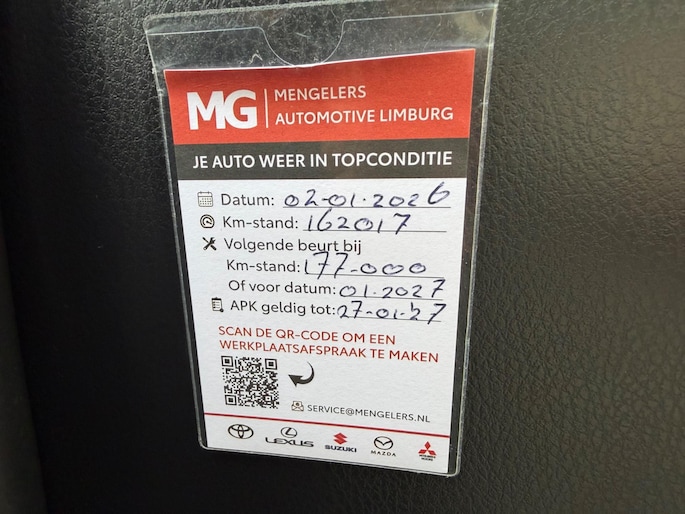 MG MENGELERS
AUTOMOTIVE LIMBURG
JE AUTO WEER IN TOPCONDITIE
Datum: 02-01-2026
Km-stand: 162017
Volgende beurt bij
Km-stand: 177-000
Of voor datum: 01-2027
APK geldig tot: 27-01-27
SCAN DE QR-CODE OM EEN
WERKPLAATSAFSPRAAK TE MAKEN
SERVICE@MENGELERS.NL
LEXUS SUZUKI MAZDA